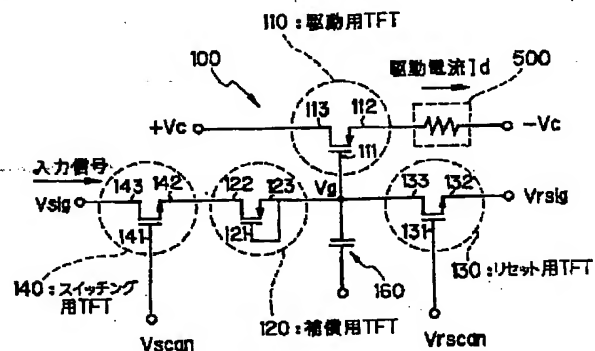 110：駆動用TFT
100
駆動電流Id
500
113
112
+Vc
-Vc
111
入力信号
Vsig
143
142
122
123
Vg
133
132
Vrsig
141
121
131
160
140：スイッチング
用TFT
120：補償用TFT
130：リセット用TFT
Vscan
Vrscan